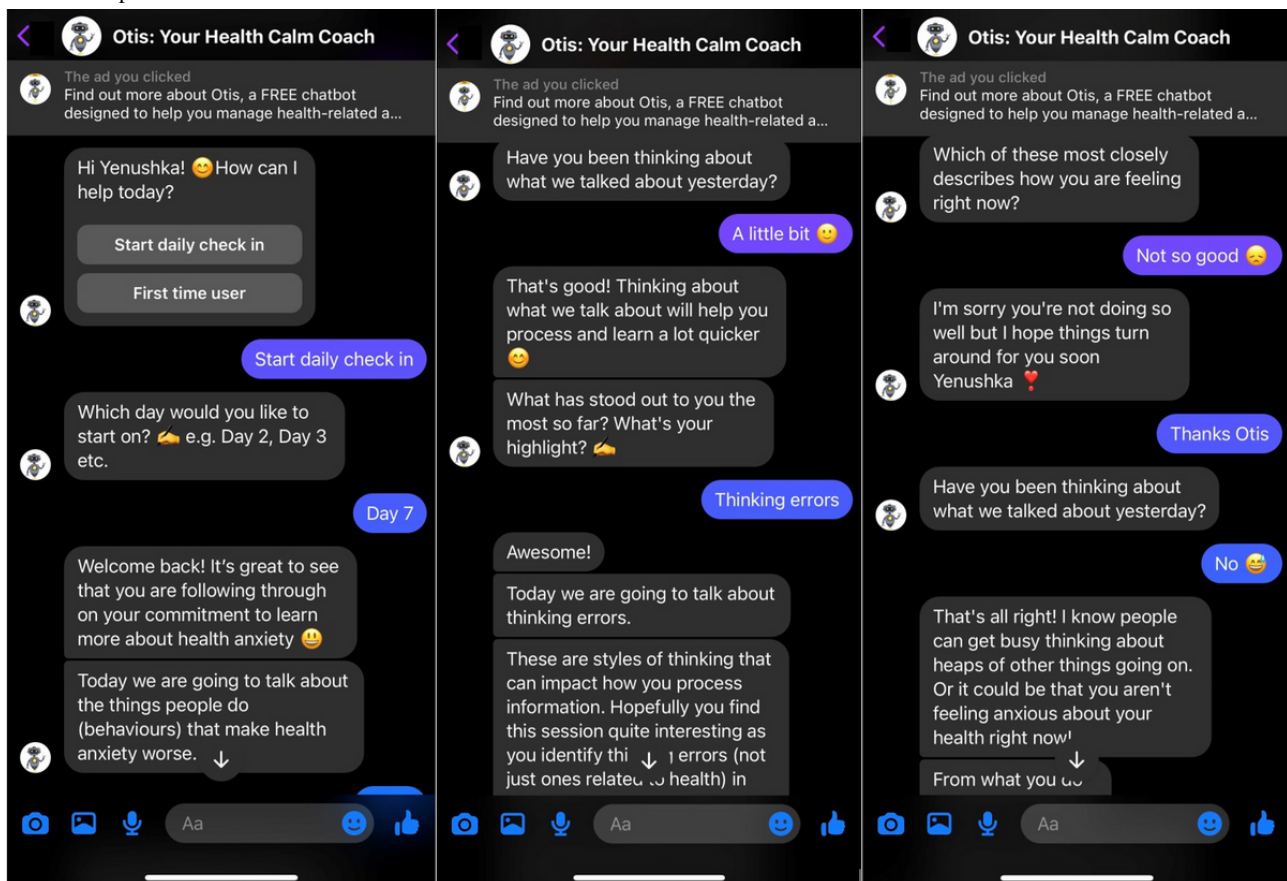 Otis: Your Health Calm Coach
The ad you clicked
Find out more about Otis, a FREE chatbot
designed to help you manage health-related a...
Hi Yenushka! 😊How can I
help today?
Start daily check in
First time user
Start daily check in
Which day would you like to
start on? ✍️ e.g. Day 2, Day 3
etc.
Day 7
Welcome back! It's great to see
that you are following through
on your commitment to learn
more about health anxiety 😃
Today we are going to talk about
the things people do
(behaviours) that make health
anxiety worse.
Aa
Otis: Your Health Calm Coach
The ad you clicked
Find out more about Otis, a FREE chatbot
designed to help you manage health-related a...
Have you been thinking about
what we talked about yesterday?
A little bit 🙂
That's good! Thinking about
what we talk about will help you
process and learn a lot quicker
😊
What has stood out to you the
most so far? What's your
highlight? ✍️
Thinking errors
Awesome!
Today we are going to talk about
thinking errors.
These are styles of thinking that
can impact how you process
information. Hopefully you find
this session quite interesting as
you identify errors (not
just ones related health) in
Aa
Otis: Your Health Calm Coach
The ad you clicked
Find out more about Otis, a FREE chatbot
designed to help you manage health-related a...
Which of these most closely
describes how you are feeling
right now?
Not so good 😞
I'm sorry you're not doing so
well but I hope things turn
around for you soon
Yenushka ❣️
Thanks Otis
Have you been thinking about
what we talked about yesterday?
No 😅
That's all right! I know people
can get busy thinking about
heaps of other things going on.
Or it could be that you aren't
feeling anxious about your
health right now!
From what you
Aa